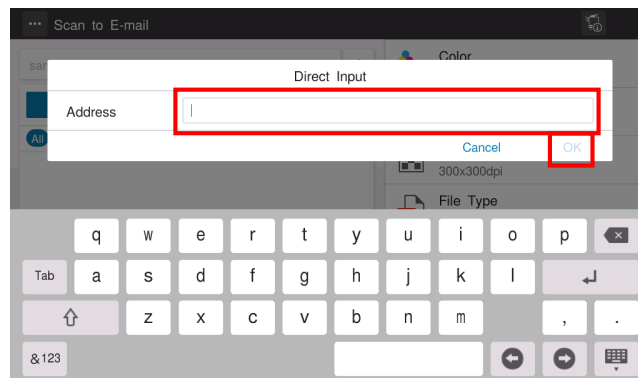 Scan to E-mail
Color
Direct Input
Address
All
Cancel OK
300x300dpi
File Type
q w e r t y u i o p
Tab a s d f g h j k l
z x c v b n m , .
&123